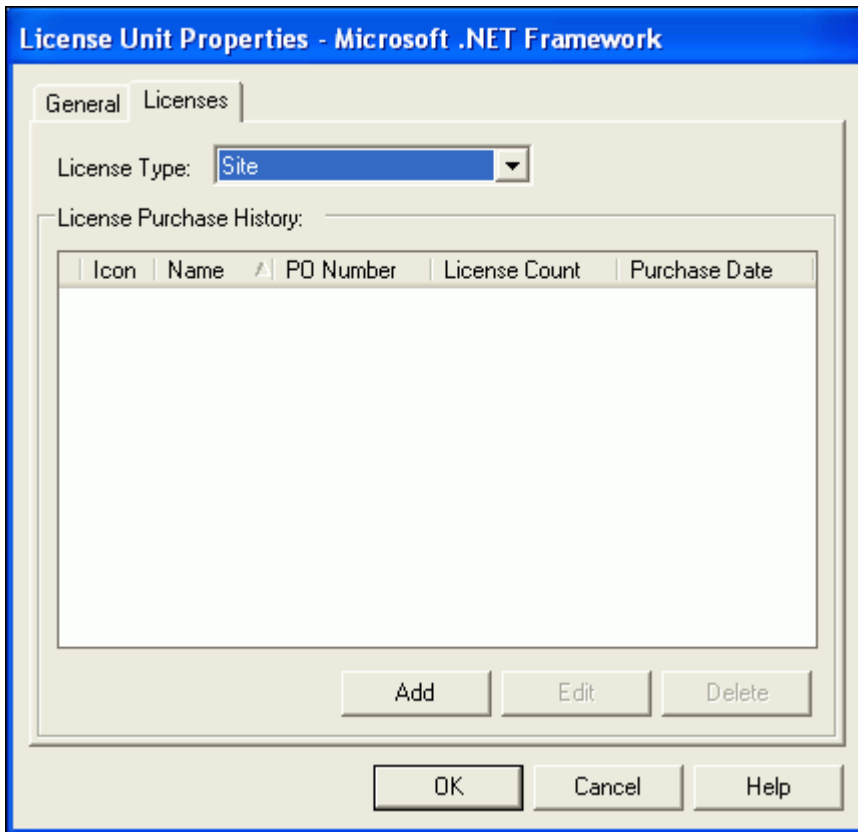 License Unit Properties - Microsoft .NET Framework
General Licenses
License Type: Site
License Purchase History:
Icon Name PO Number License Count Purchase Date
Add Edit Delete
OK Cancel Help